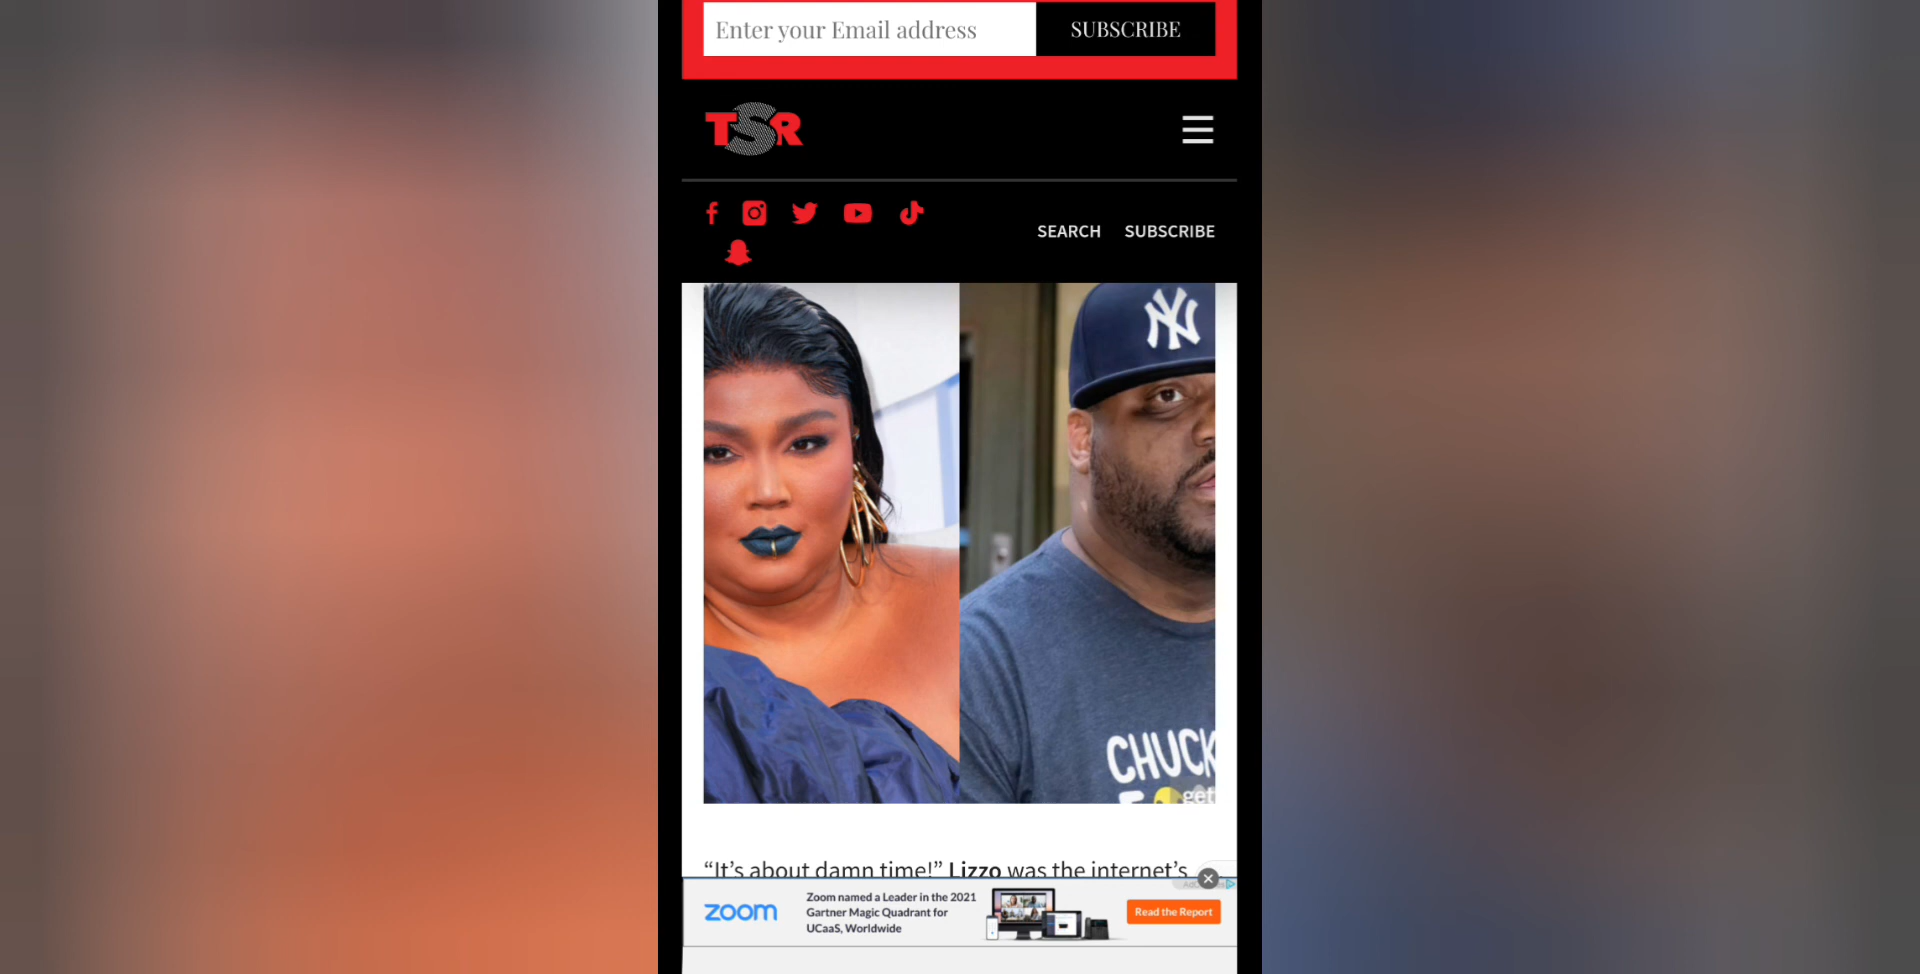 Enter your Email address SUBSCRIBE
TSR
SEARCH SUBSCRIBE
NY
CHUCK
get
“It’s about damn time!” Lizzo was the internet’s
zoom
Zoom named a Leader in the 2021
Gartner Magic Quadrant for
UCaaS, Worldwide
Read the Report